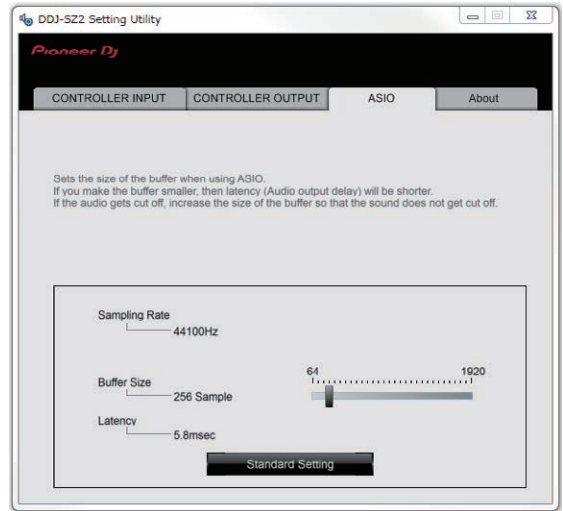 DDJ-SZ2 Setting Utility
Pioneer Dj
CONTROLLER INPUT CONTROLLER OUTPUT ASIO About
Sets the size of the buffer when using ASIO.
If you make the buffer smaller, then latency (Audio output delay) will be shorter.
If the audio gets cut off, increase the size of the buffer so that the sound does not get cut off.
Sampling Rate
44100Hz
64 1920
Buffer Size
256 Sample
Latency
5.8msec
Standard Setting